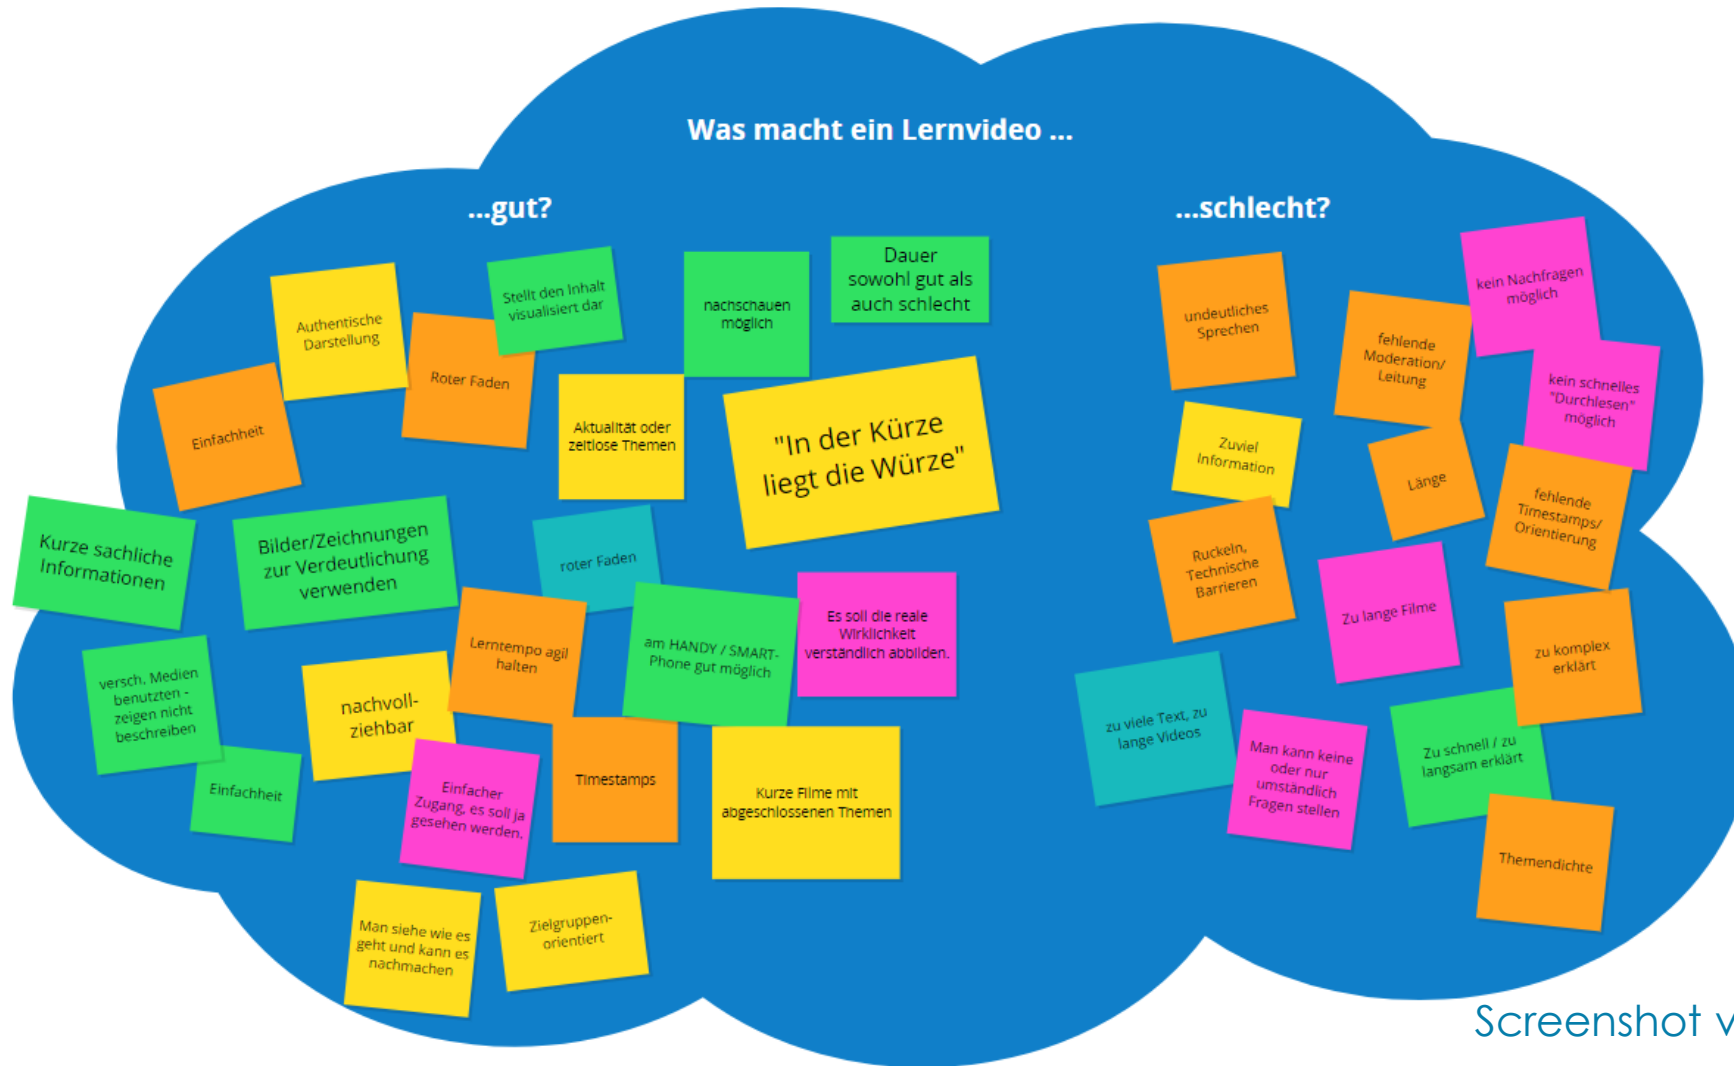 Was macht ein Lernvideo ...
...gut?
Stellt den Inhalt
visualisiert dar
Authentische
Darstellung
Roter Faden
Einfachheit
nachschauen
möglich
Dauer
sowohl gut als
auch schlecht
Aktualität oder
zeitlose Themen
"In der Kürze
liegt die Würze"
Kurze sachliche
Informationen
Bilder/Zeichnungen
zur Verdeutlichung
verwenden
roter Faden
Lerntempo agil
halten
am HANDY / SMART-
Phone gut möglich
Es soll die reale
Wirklichkeit
verständlich abbilden.
versch. Medien
benutzten -
zeigen nicht
beschreiben
nachvoll-
ziehbar
Einfachheit
Einfacher
Zugang, es soll ja
gesehen werden.
Timestamps
Kurze Filme mit
abgeschlossenen Themen
Man siehe wie es
geht und kann es
nachmachen
Zielgruppen-
orientiert
...schlecht?
undeutliches
Sprechen
fehlende
Moderation/
Leitung
kein Nachfragen
möglich
kein schnelles
"Durchlesen"
möglich
Zuviel
Information
Länge
fehlende
Timestamps/
Orientierung
Ruckeln,
Technische
Barrieren
Zu lange Filme
zu komplex
erklärt
zu viele Text, zu
lange Videos
Man kann keine
oder nur
umständlich
Fragen stellen
Zu schnell / zu
langsam erklärt
Themendichte
Screenshot v